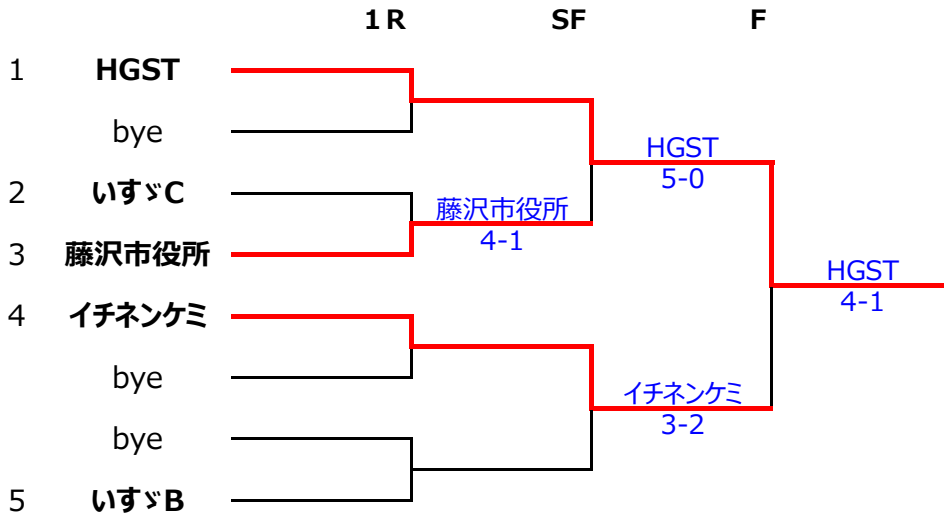 1R SF F
1 HGST
bye
HGST
5-0
2 いすゞC
藤沢市役所
4-1
3 藤沢市役所
HGST
4-1
4 イチネンケミ
bye
イチネンケミ
3-2
bye
5 いすゞB